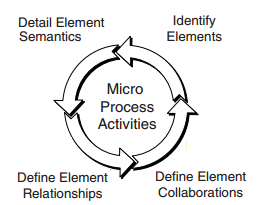 Detail Element
Semantics
Identify
Elements
Micro
Process
Activities
Define Element
Relationships
Define Element
Collaborations